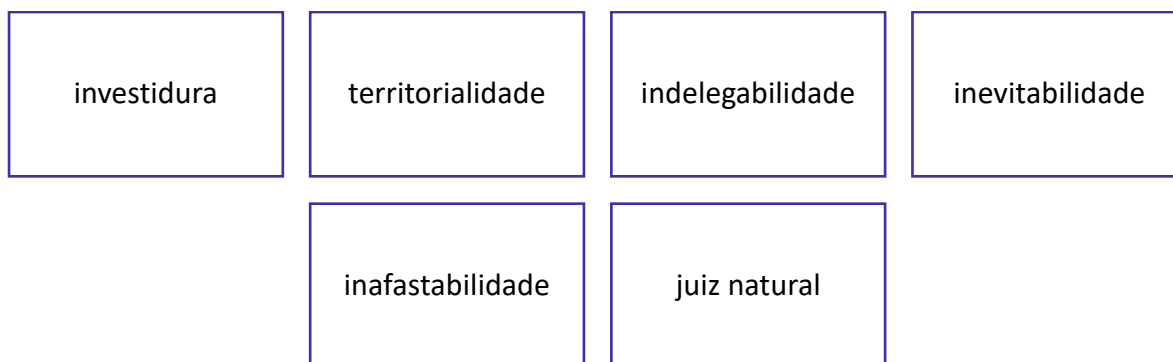 investidura
territorialidade
indelegabilidade
inevitabilidade
inafastabilidade
juiz natural